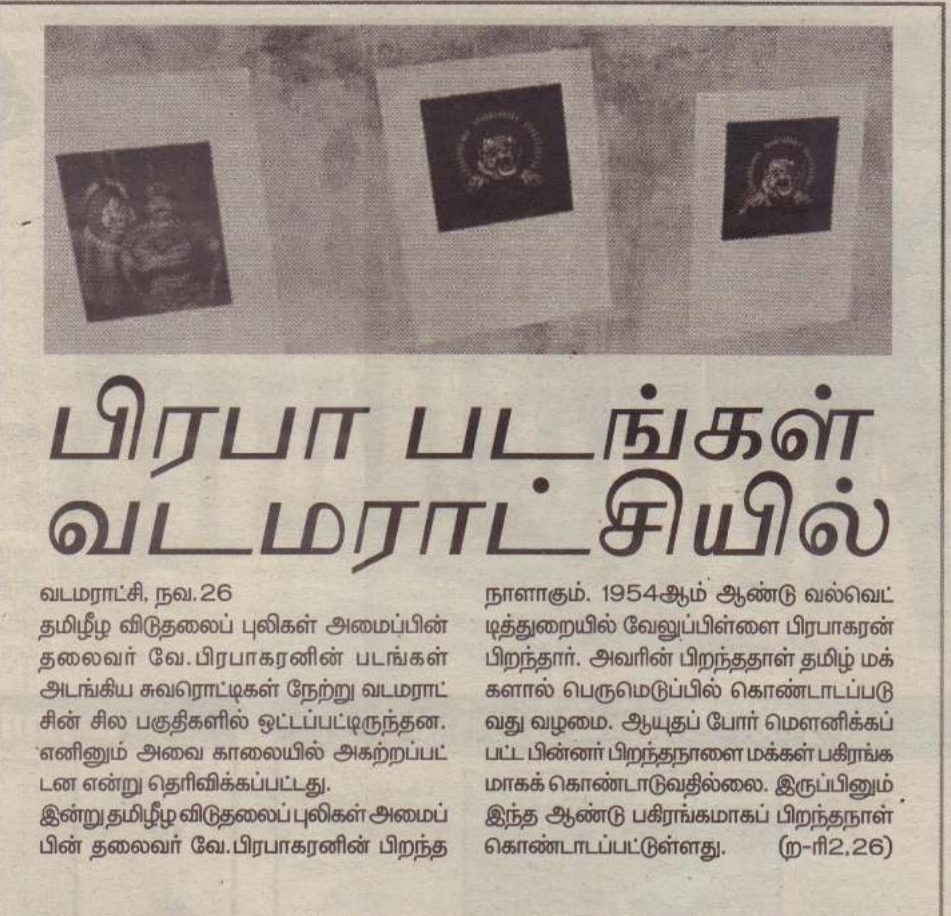 பிரபா படங்கள்
வடமராட்சியில்
வடமராட்சி, நவ.26
தமிழீழ விடுதலைப் புலிகள் அமைப்பின்
தலைவர் வே.பிரபாகரனின் படங்கள்
அடங்கிய சுவரொட்டிகள் நேற்று வடமராட்
சின் சில பகுதிகளில் ஒட்டப்பட்டிருந்தன.
எனினும் அவை காலையில் அகற்றப்பட்
டன என்று தெரிவிக்கப்பட்டது.
இன்று தமிழீழ விடுதலைப் புலிகள் அமைப்
பின் தலைவர் வே.பிரபாகரனின் பிறந்த
நாளாகும். 1954ஆம் ஆண்டு வல்வெட்
டித்துறையில் வேலுப்பிள்ளை பிரபாகரன்
பிறந்தார். அவரின் பிறந்ததாள் தமிழ் மக்
களால் பெருமெடுப்பில் கொண்டாடப்படு
வது வழமை. ஆயுதப் போர் மௌனிக்கப்
பட்ட பின்னர் பிறந்தநாளை மக்கள் பகிரங்க
மாகக் கொண்டாடுவதில்லை. இருப்பினும்
இந்த ஆண்டு பகிரங்கமாகப் பிறந்தநாள்
கொண்டாடப்பட்டுள்ளது. (ற-ரி2,26)